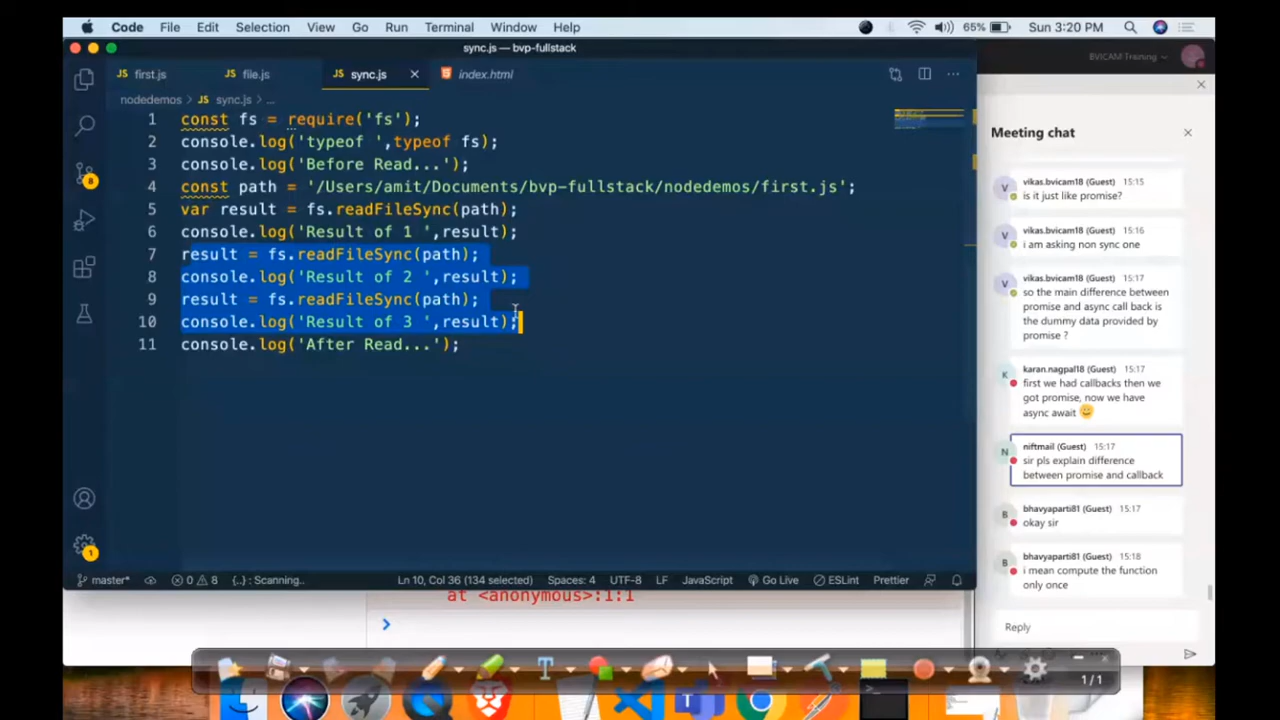 Code File Edit Selection View Go Run Terminal Window Help 65% Sun 3:20 PM
sync.js — bvp-fullstack
BVICAM Training
JS first.js JS file.js JS sync.js index.html
nodedemos > JS sync.js > ...
1 const fs = require('fs');
2 console.log('typeof ',typeof fs);
3 console.log('Before Read...');
4 const path = '/Users/amit/Documents/bvp-fullstack/nodedemos/first.js';
5 var result = fs.readFileSync(path);
6 console.log('Result of 1 ',result);
7 result = fs.readFileSync(path);
8 console.log('Result of 2 ',result);
9 result = fs.readFileSync(path);
10 console.log('Result of 3 ',result);
11 console.log('After Read...');
8
1
master* 0 8 {..} : Scanning.. Ln 10, Col 36 (134 selected) Spaces: 4 UTF-8 LF JavaScript Go Live ESLint Prettier
at <anonymous>:1:1
Meeting chat
V vikas.bvicam18 (Guest) 15:15
is it just like promise?
V vikas.bvicam18 (Guest) 15:16
i am asking non sync one
V vikas.bvicam18 (Guest) 15:17
so the main difference between
promise and async call back is
the dummy data provided by
promise ?
K karan.nagpal18 (Guest) 15:17
first we had callbacks then we
got promise, now we have
async await
N niftmail (Guest) 15:17
sir pls explain difference
between promise and callback
B bhavyaparti81 (Guest) 15:17
okay sir
B bhavyaparti81 (Guest) 15:18
i mean compute the function
only once
Reply
1/1